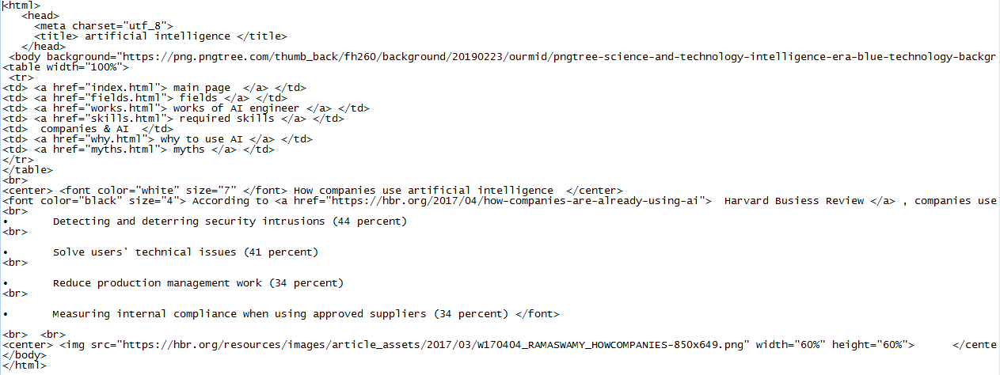 <html>
<head>
<meta charset="utf_8">
<title> artificial intelligence </title>
</head>
<body background="https://png.pngtree.com/thumb_back/fh260/background/20190223/ourmid/pngtree-science-and-technology-intelligence-era-blue-technology-backgr
<table width="100%">
<tr>
<td> <a href="index.html"> main page </a> </td>
<td> <a href="fields.html"> fields </a> </td>
<td> <a href="works.html"> works of AI engineer </a> </td>
<td> <a href="skills.html"> required skills </a> </td>
<td> companies & AI </td>
<td> <a href="why.html"> why to use AI </a> </td>
<td> <a href="myths.html"> myths </a> </td>
</tr>
</table>
<br>
<center> <font color="white" size="7" </font> How companies use artificial intelligence </center>
<font color="black" size="4"> According to <a href="https://hbr.org/2017/04/how-companies-are-already-using-ai"> Harvard Busiess Review </a> , companies use
<br>
• Detecting and deterring security intrusions (44 percent)
<br>
• Solve users' technical issues (41 percent)
<br>
• Reduce production management work (34 percent)
<br>
• Measuring internal compliance when using approved suppliers (34 percent) </font>
<br> <br>
<center> <img src="https://hbr.org/resources/images/article_assets/2017/03/W170404_RAMASWAMY_HOWCOMPANIES-850x649.png" width="60%" height="60%"> </cente
</body>
</html>